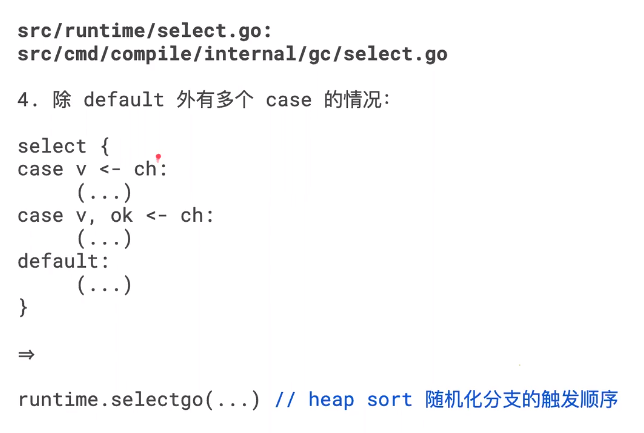 src/runtime/select.go:
src/cmd/compile/internal/gc/select.go
4. 除 default 外有多个 case 的情况:
select {
case v <- ch:
(...)
case v, ok <- ch:
(...)
default:
(...)
}
⇒
runtime.selectgo(...) // heap sort 随机化分支的触发顺序